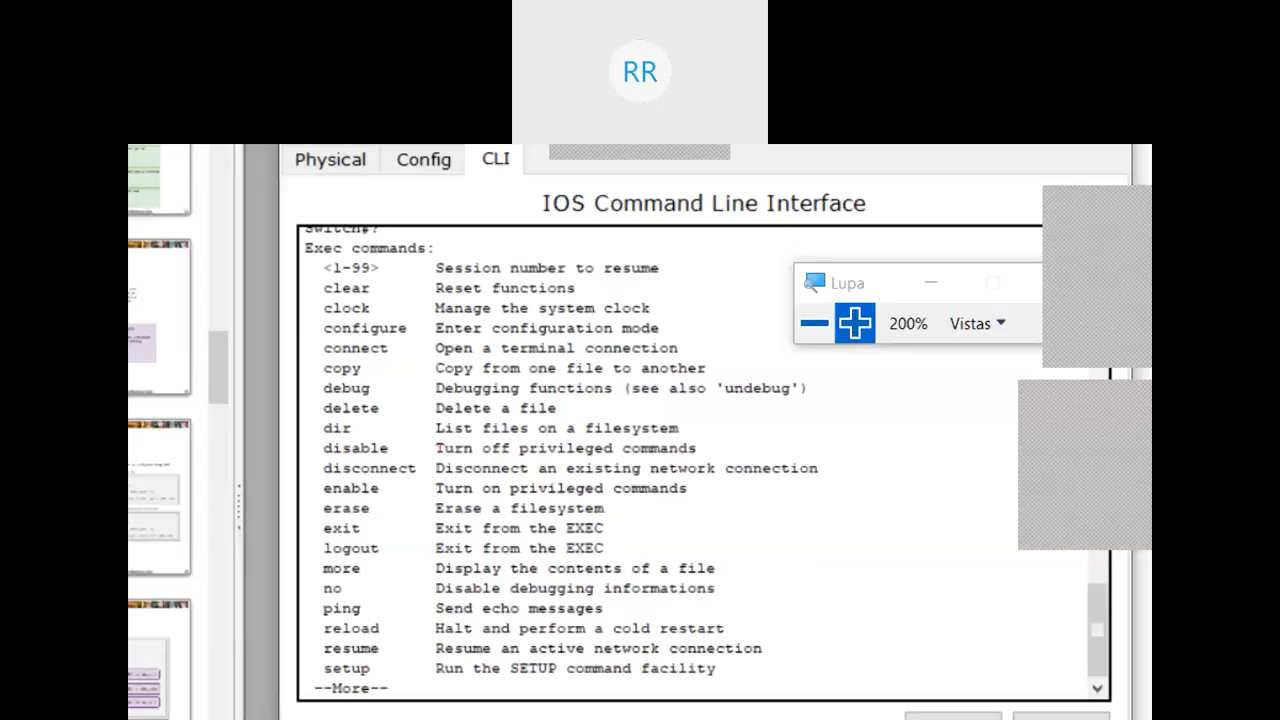 RR
Physical Config CLI
IOS Command Line Interface
Switch#?
Exec commands:
<1-99> Session number to resume
clear Reset functions
clock Manage the system clock
configure Enter configuration mode
connect Open a terminal connection
copy Copy from one file to another
debug Debugging functions (see also 'undebug')
delete Delete a file
dir List files on a filesystem
disable Turn off privileged commands
disconnect Disconnect an existing network connection
enable Turn on privileged commands
erase Erase a filesystem
exit Exit from the EXEC
logout Exit from the EXEC
more Display the contents of a file
no Disable debugging informations
ping Send echo messages
reload Halt and perform a cold restart
resume Resume an active network connection
setup Run the SETUP command facility
--More--
Lupa
200% Vistas